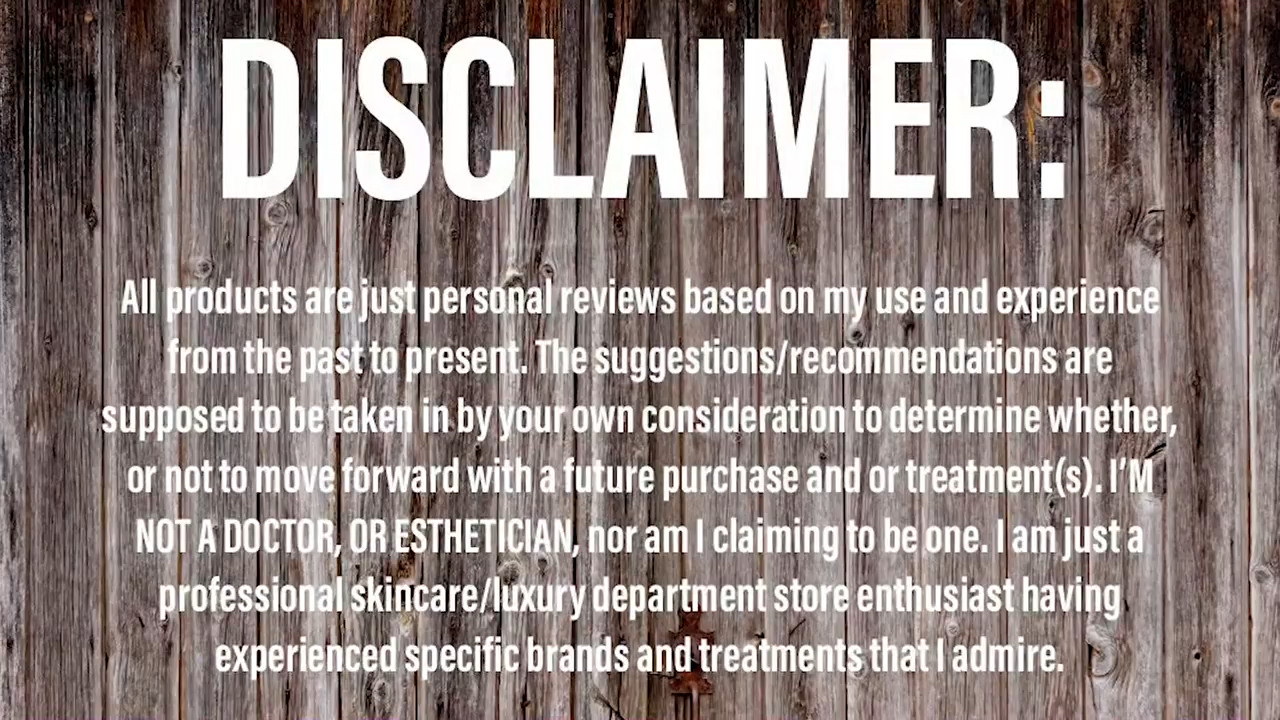 DISCLAIMER:
All products are just personal reviews based on my use and experience
from the past to present. The suggestions/recommendations are
supposed to be taken in by your own consideration to determine whether,
or not to move forward with a future purchase and or treatment(s). I'M
NOT A DOCTOR, OR ESTHETICIAN, nor am I claiming to be one. I am just a
professional skincare/luxury department store enthusiast having
experienced specific brands and treatments that I admire.